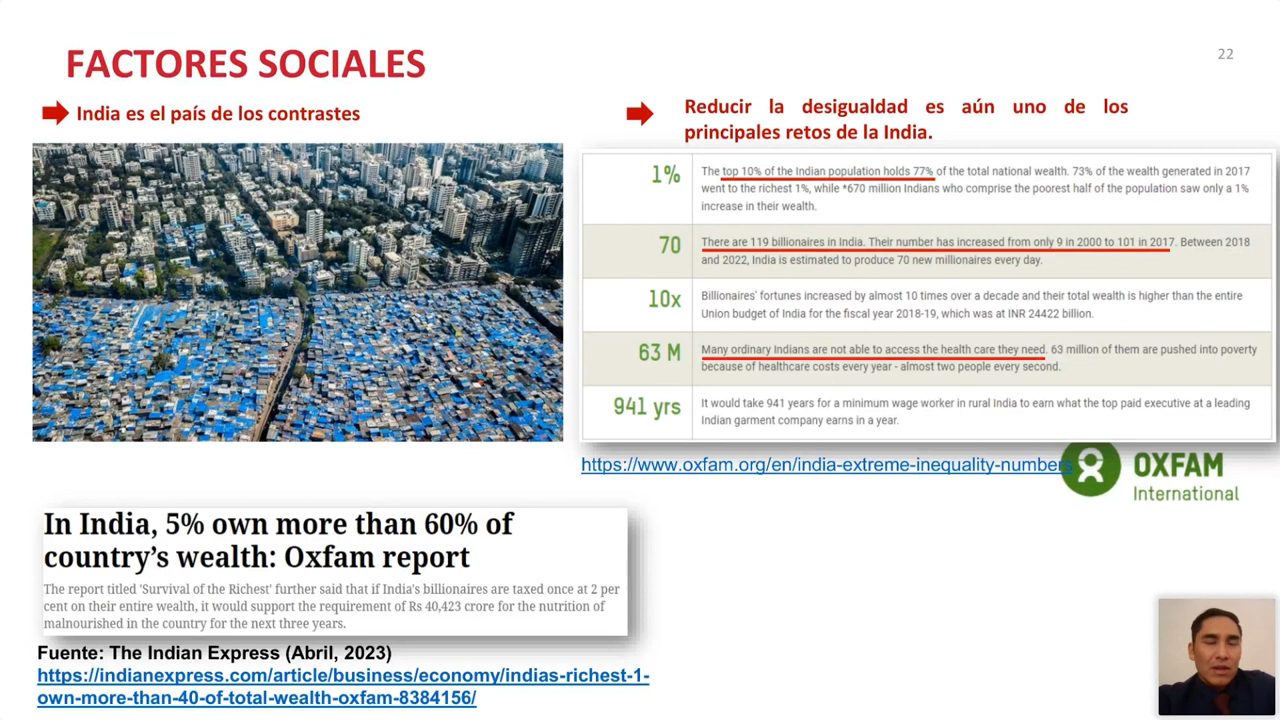 FACTORES SOCIALES
22
India es el país de los contrastes
Reducir la desigualdad es aún uno de los
principales retos de la India.
1%
The top 10% of the Indian population holds 77% of the total national wealth. 73% of the wealth generated in 2017
went to the richest 1%, while *670 million Indians who comprise the poorest half of the population saw only a 1%
increase in their wealth.
70
There are 119 billionaires in India. Their number has increased from only 9 in 2000 to 101 in 2017. Between 2018
and 2022, India is estimated to produce 70 new millionaires every day.
10x
Billionaires' fortunes increased by almost 10 times over a decade and their total wealth is higher than the entire
Union budget of India for the fiscal year 2018-19, which was at INR 24422 billion.
63 M
Many ordinary Indians are not able to access the health care they need. 63 million of them are pushed into poverty
because of healthcare costs every year - almost two people every second.
941 yrs
It would take 941 years for a minimum wage worker in rural India to earn what the top paid executive at a leading
Indian garment company earns in a year.
https://www.oxfam.org/en/india-extreme-inequality-numbers
OXFAM
International
In India, 5% own more than 60% of
country's wealth: Oxfam report
The report titled 'Survival of the Richest' further said that if India's billionaires are taxed once at 2 per
cent on their entire wealth, it would support the requirement of Rs 40,423 crore for the nutrition of
malnourished in the country for the next three years.
Fuente: The Indian Express (Abril, 2023)
https://indianexpress.com/article/business/economy/indias-richest-1-
own-more-than-40-of-total-wealth-oxfam-8384156/